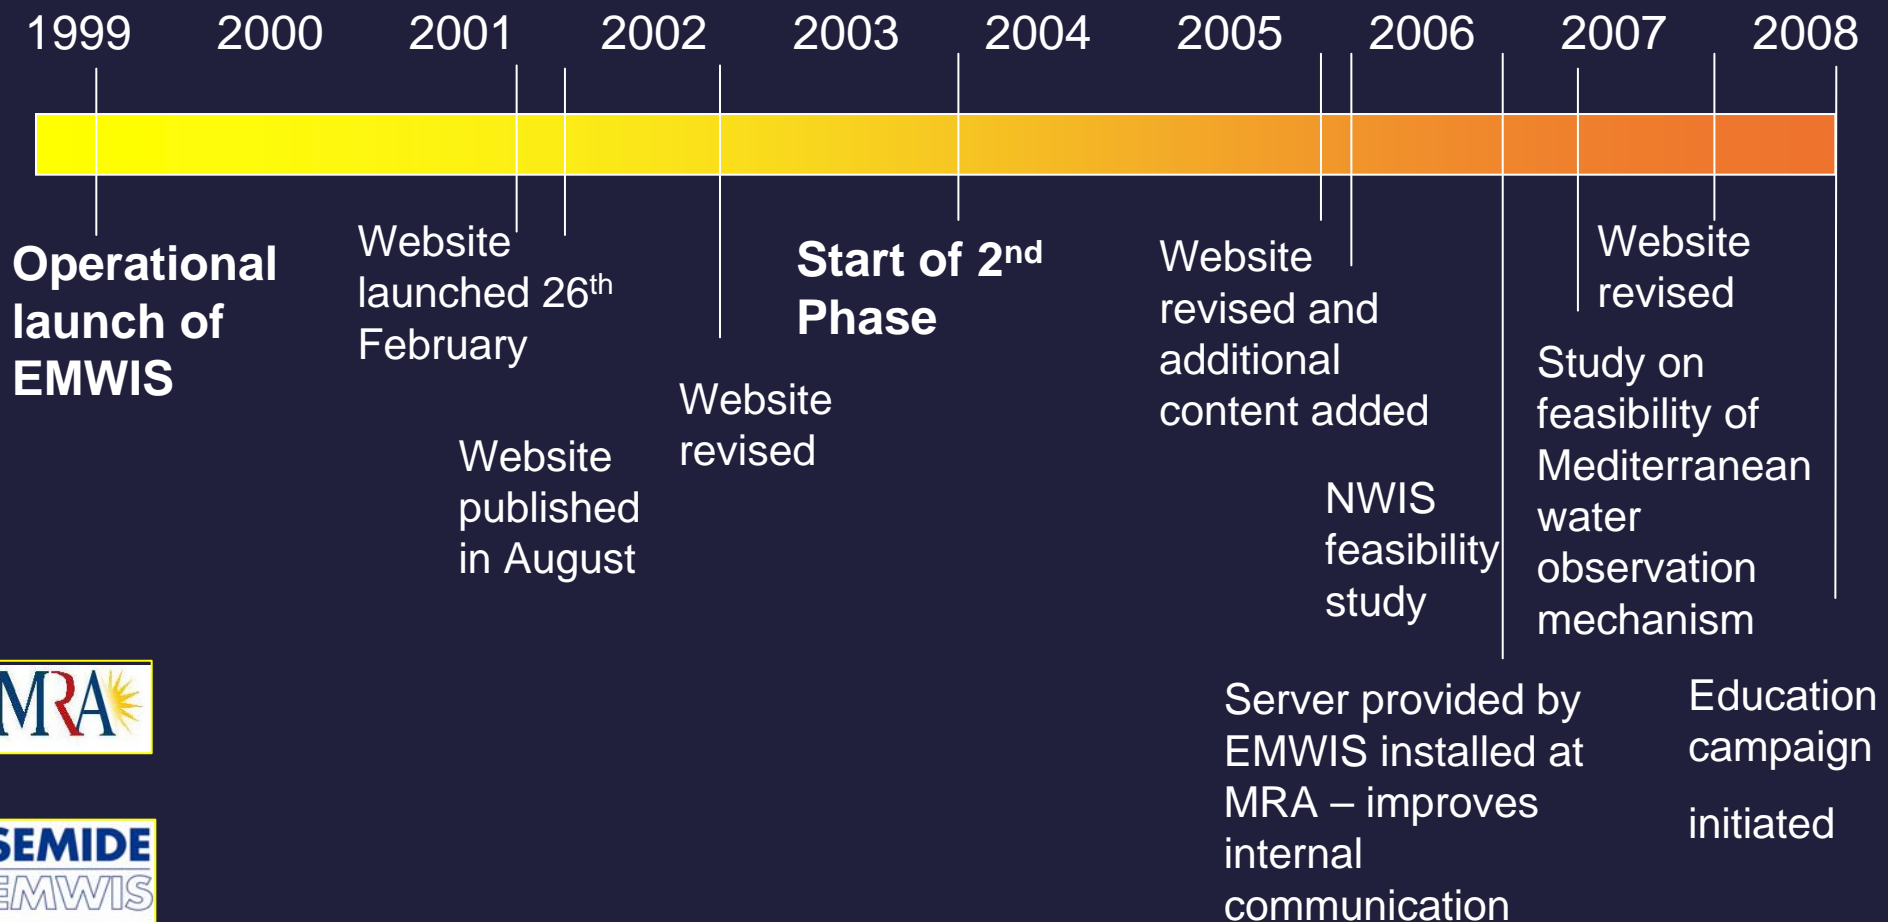 1999 2000 2001 2002 2003 2004 2005 2006 2007 2008
Operational
launch of
EMWIS
Website
launched 26th
February
Website
published
in August
Website
revised
Start of 2nd
Phase
Website
revised and
additional
content added
NWIS
feasibility
study
Server provided by
EMWIS installed at
MRA – improves
internal
communication
Study on
feasibility of
Mediterranean
water
observation
mechanism
Website
revised
Education
campaign
initiated
MRA
SEMIDE
EMWIS